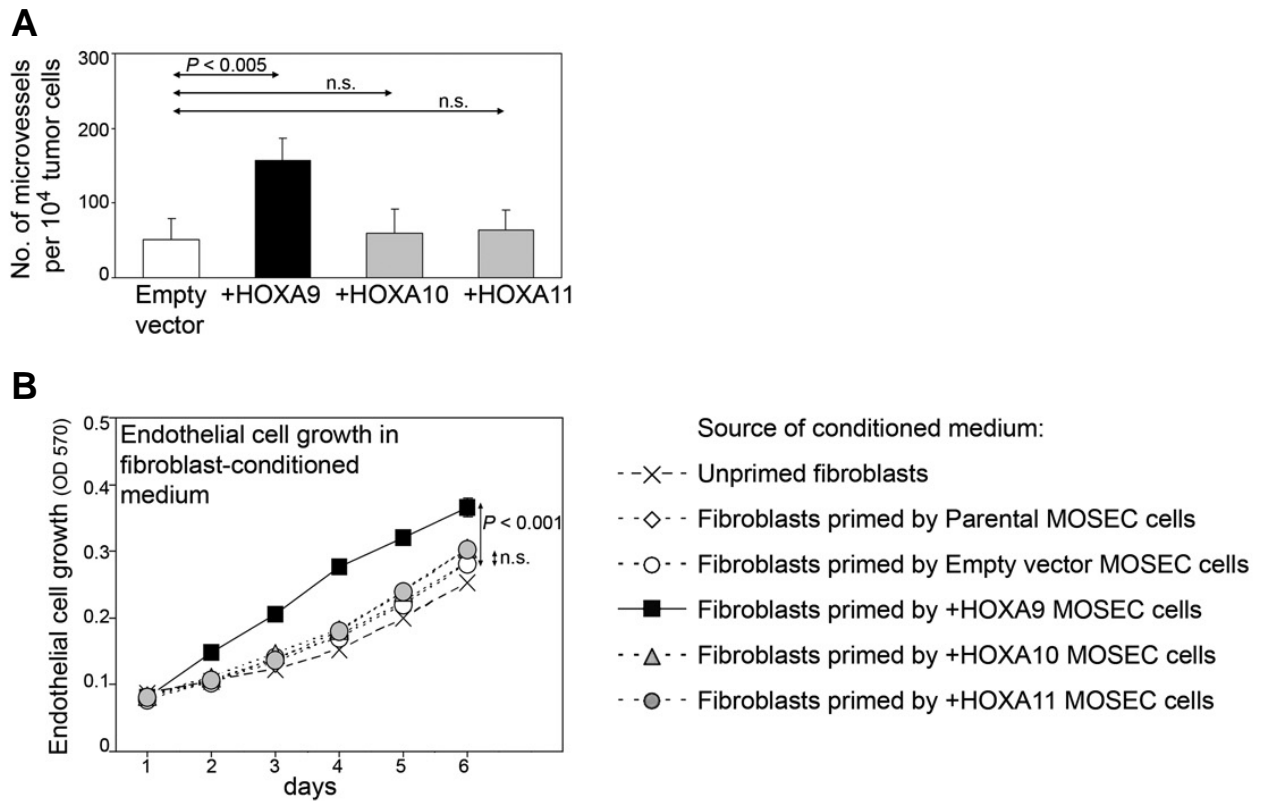 A
No. of microvessels
per 10⁴ tumor cells
300
200
100
0
P < 0.005
n.s.
n.s.
Empty
vector
+HOXA9
+HOXA10
+HOXA11
B
Endothelial cell growth (OD 570)
0.5
0.4
0.3
0.2
0.1
0
Endothelial cell growth in
fibroblast-conditioned
medium
P < 0.001
n.s.
1 2 3 4 5 6
days
Source of conditioned medium:
Unprimed fibroblasts
Fibroblasts primed by Parental MOSEC cells
Fibroblasts primed by Empty vector MOSEC cells
Fibroblasts primed by +HOXA9 MOSEC cells
Fibroblasts primed by +HOXA10 MOSEC cells
Fibroblasts primed by +HOXA11 MOSEC cells